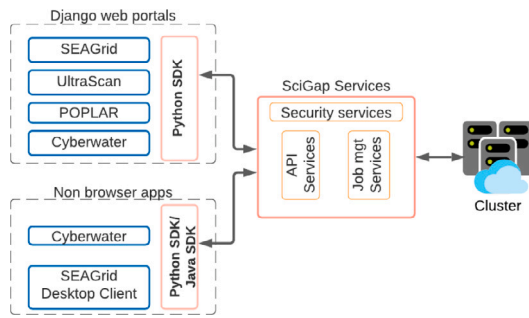 Django web portals
SEAGrid
UltraScan
POPLAR
Cyberwater
Python SDK
Non browser apps
Cyberwater
SEAGrid
Desktop Client
Python SDK/
Java SDK
SciGap Services
Security services
API
Services
Job mgt
Services
Cluster